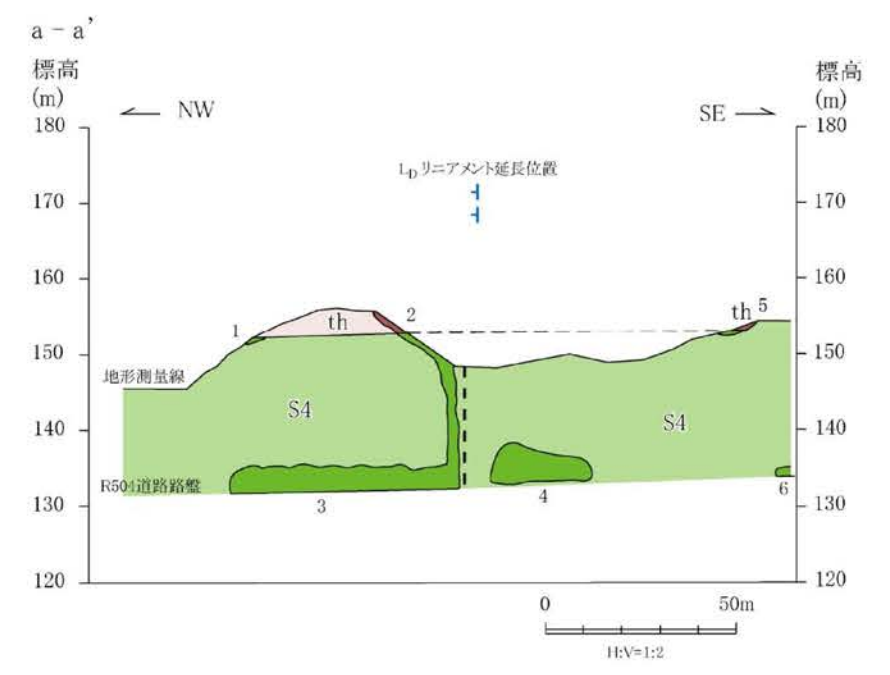 a - a’
標高
(m)
標高
(m)
NW
SE
180
180
LD リニアメント延長位置
170
170
160
160
1
th
2
th
5
150
150
地形測量線
S4
S4
140
140
R504道路路盤
130
3
4
6
130
120
120
0
50m
H:V=1:2